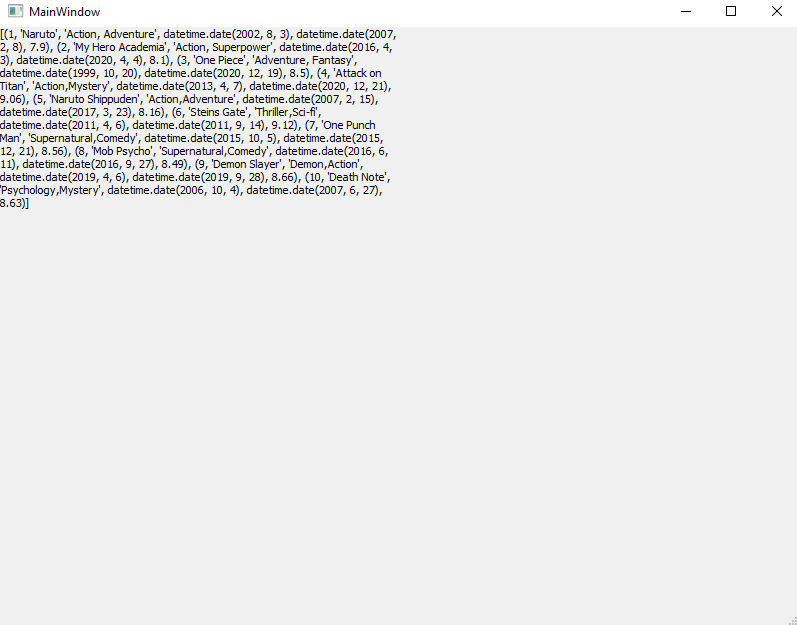 MainWindow
[(1, 'Naruto', 'Action, Adventure', datetime.date(2002, 8, 3), datetime.date(2007,
2, 8), 7.9), (2, 'My Hero Academia', 'Action, Superpower', datetime.date(2016, 4,
3), datetime.date(2020, 4, 4), 8.1), (3, 'One Piece', 'Adventure, Fantasy',
datetime.date(1999, 10, 20), datetime.date(2020, 12, 19), 8.5), (4, 'Attack on
Titan', 'Action,Mystery', datetime.date(2013, 4, 7), datetime.date(2020, 12, 21),
9.06), (5, 'Naruto Shippuden', 'Action,Adventure', datetime.date(2007, 2, 15),
datetime.date(2017, 3, 23), 8.16), (6, 'Steins Gate', 'Thriller,Sci-fi',
datetime.date(2011, 4, 6), datetime.date(2011, 9, 14), 9.12), (7, 'One Punch
Man', 'Supernatural,Comedy', datetime.date(2015, 10, 5), datetime.date(2015,
12, 21), 8.56), (8, 'Mob Psycho', 'Supernatural,Comedy', datetime.date(2016, 6,
11), datetime.date(2016, 9, 27), 8.49), (9, 'Demon Slayer', 'Demon,Action',
datetime.date(2019, 4, 6), datetime.date(2019, 9, 28), 8.66), (10, 'Death Note',
'Psychology,Mystery', datetime.date(2006, 10, 4), datetime.date(2007, 6, 27),
8.63)]